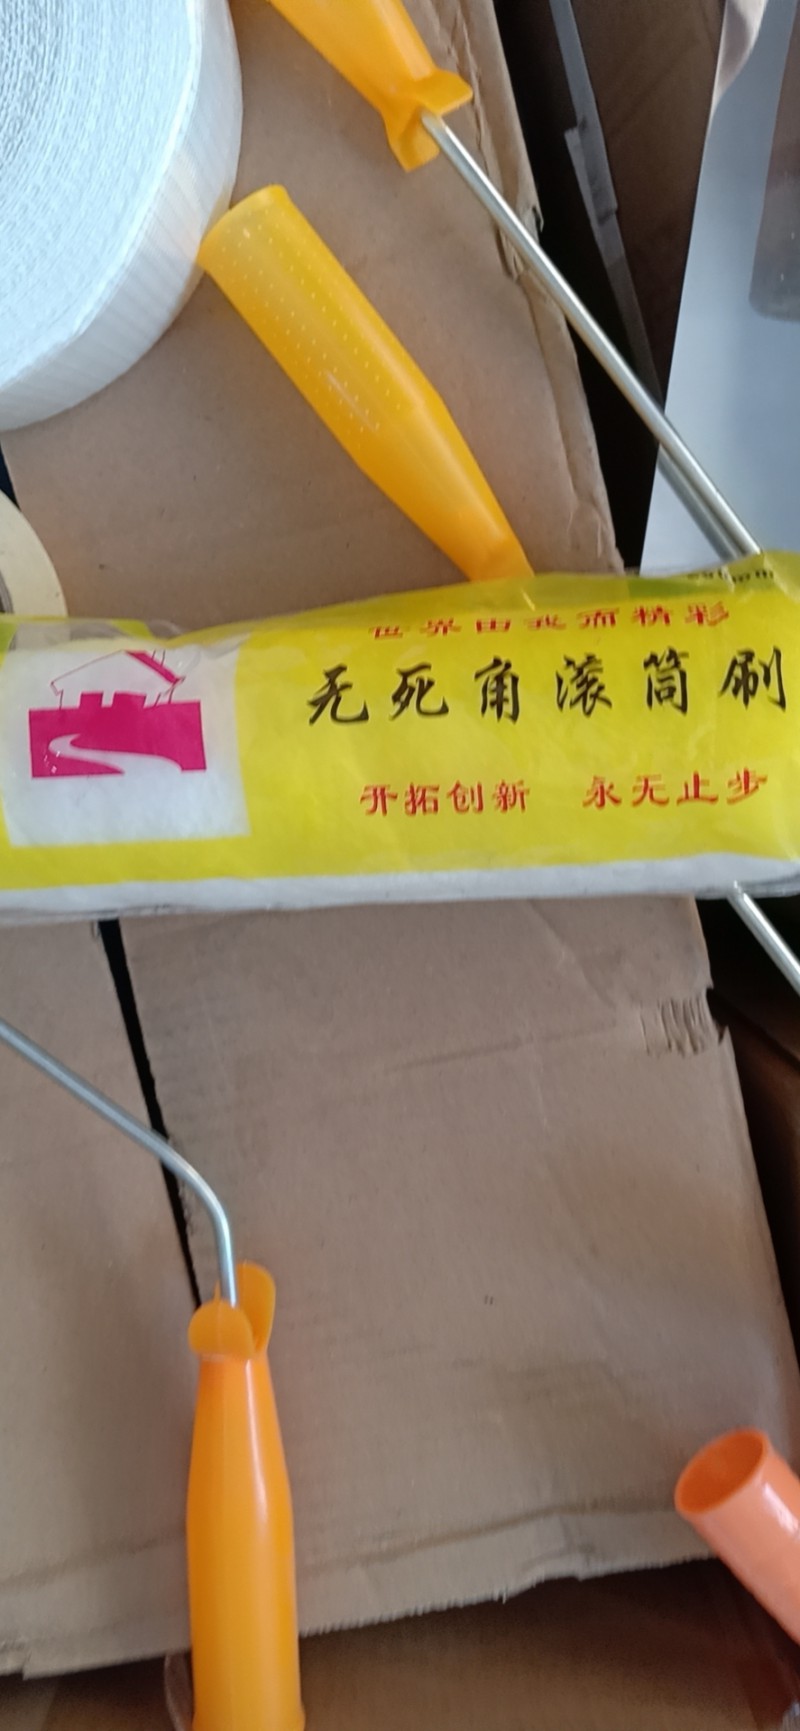 世界由我而精彩
无死角滚筒刷
开拓创新 永无止步